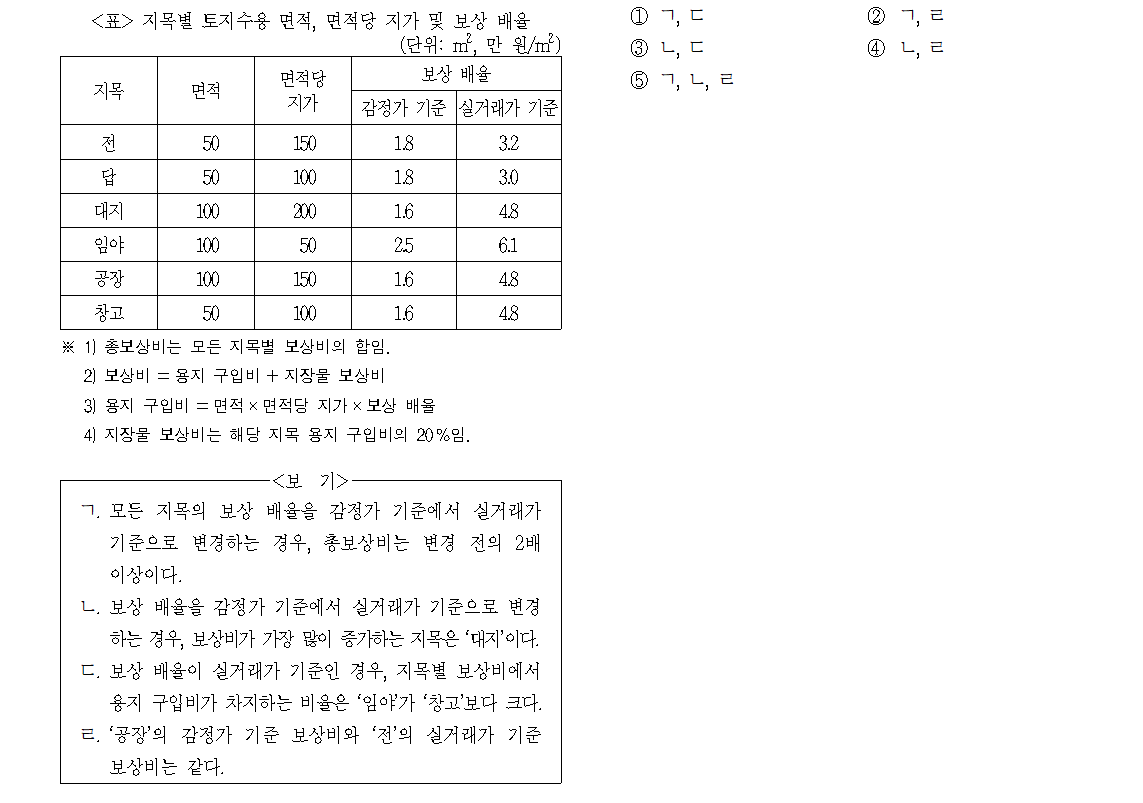 <표> 지목별 토지수용 면적, 면적당 지가 및 보상 배율
(단위: m², 만 원/m²)
지목 면적 면적당 지가 보상 배율
감정가 기준 실거래가 기준
전 50 150 1.8 3.2
답 50 100 1.8 3.0
대지 100 200 1.6 4.8
임야 100 50 2.5 6.1
공장 100 150 1.6 4.8
창고 50 100 1.6 4.8
※ 1) 총보상비는 모든 지목별 보상비의 합임.
2) 보상비 = 용지 구입비 + 지장물 보상비
3) 용지 구입비 = 면적 × 면적당 지가 × 보상 배율
4) 지장물 보상비는 해당 지목 용지 구입비의 20%임.
<보 기>
ㄱ. 모든 지목의 보상 배율을 감정가 기준에서 실거래가
기준으로 변경하는 경우, 총보상비는 변경 전의 2배
이상이다.
ㄴ. 보상 배율을 감정가 기준에서 실거래가 기준으로 변경
하는 경우, 보상비가 가장 많이 증가하는 지목은 ‘대지’이다.
ㄷ. 보상 배율이 실거래가 기준인 경우, 지목별 보상비에서
용지 구입비가 차지하는 비율은 ‘임야’가 ‘창고’보다 크다.
ㄹ. ‘공장’의 감정가 기준 보상비와 ‘전’의 실거래가 기준
보상비는 같다.
① ㄱ, ㄷ ② ㄱ, ㄹ
③ ㄴ, ㄷ ④ ㄴ, ㄹ
⑤ ㄱ, ㄴ, ㄹ